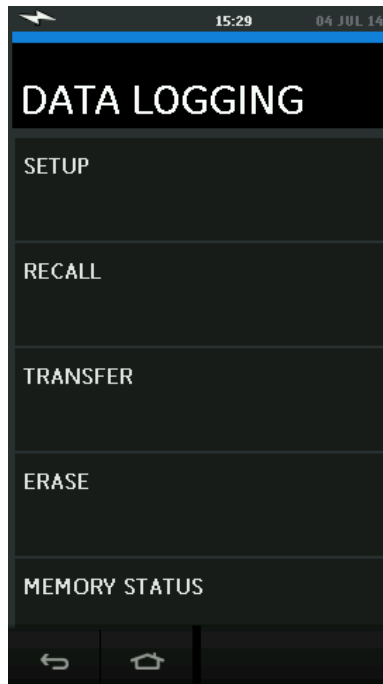 15:29 04 JUL 14
DATA LOGGING
SETUP
RECALL
TRANSFER
ERASE
MEMORY STATUS